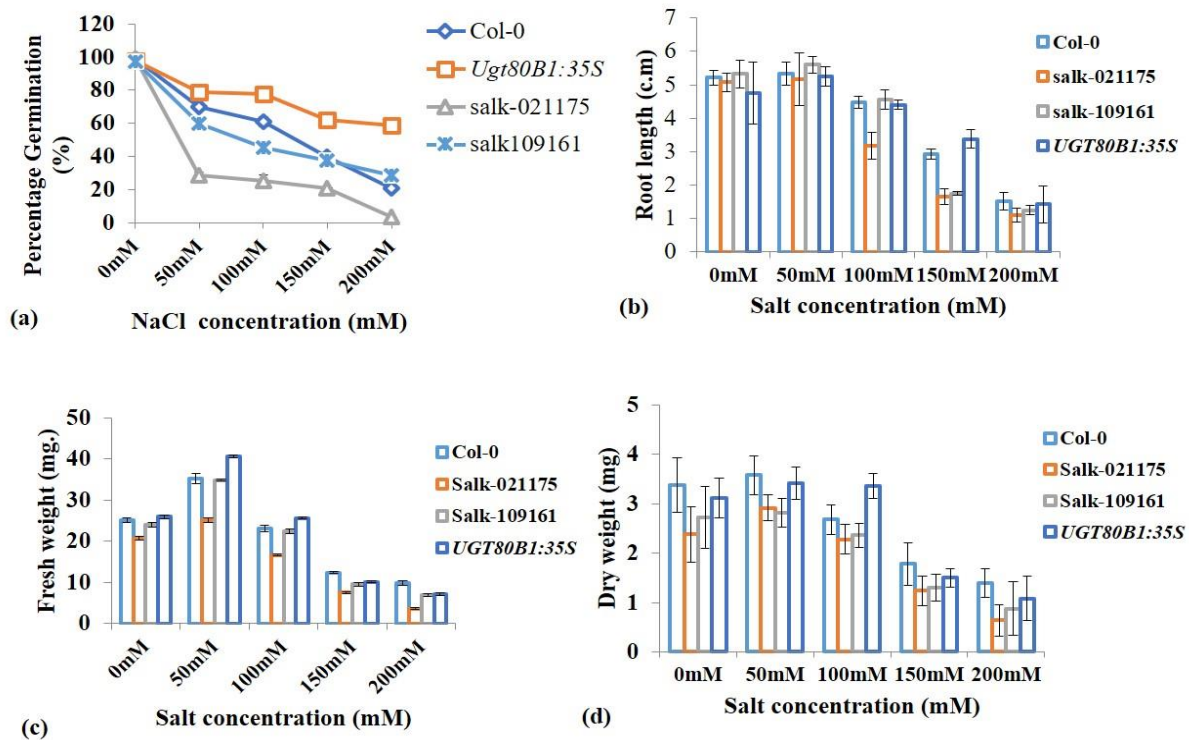 120
100
80
60
40
20
0
Percentage Germination
(%)
0mM
50mM
100mM
150mM
200mM
NaCl concentration (mM)
(a)
Col-0
Ugt80B1:35S
salk-021175
salk109161
7
6
5
4
3
2
1
0
Root length (c.m)
0mM 50mM 100mM 150mM 200mM
Salt concentration (mM)
(b)
Col-0
salk-021175
salk-109161
UGT80B1:35S
50
40
30
20
10
0
Fresh weight (mg.)
0mM
50mM
100mM
150mM
200mM
Salt concentration (mM)
(c)
Col-0
Salk-021175
Salk-109161
UGT80B1:35S
5
4
3
2
1
0
Dry weight (mg)
0mM 50mM 100mM 150mM 200mM
Salt concentration (mM)
(d)
Col-0
Salk-021175
Salk-109161
UGT80B1:35S